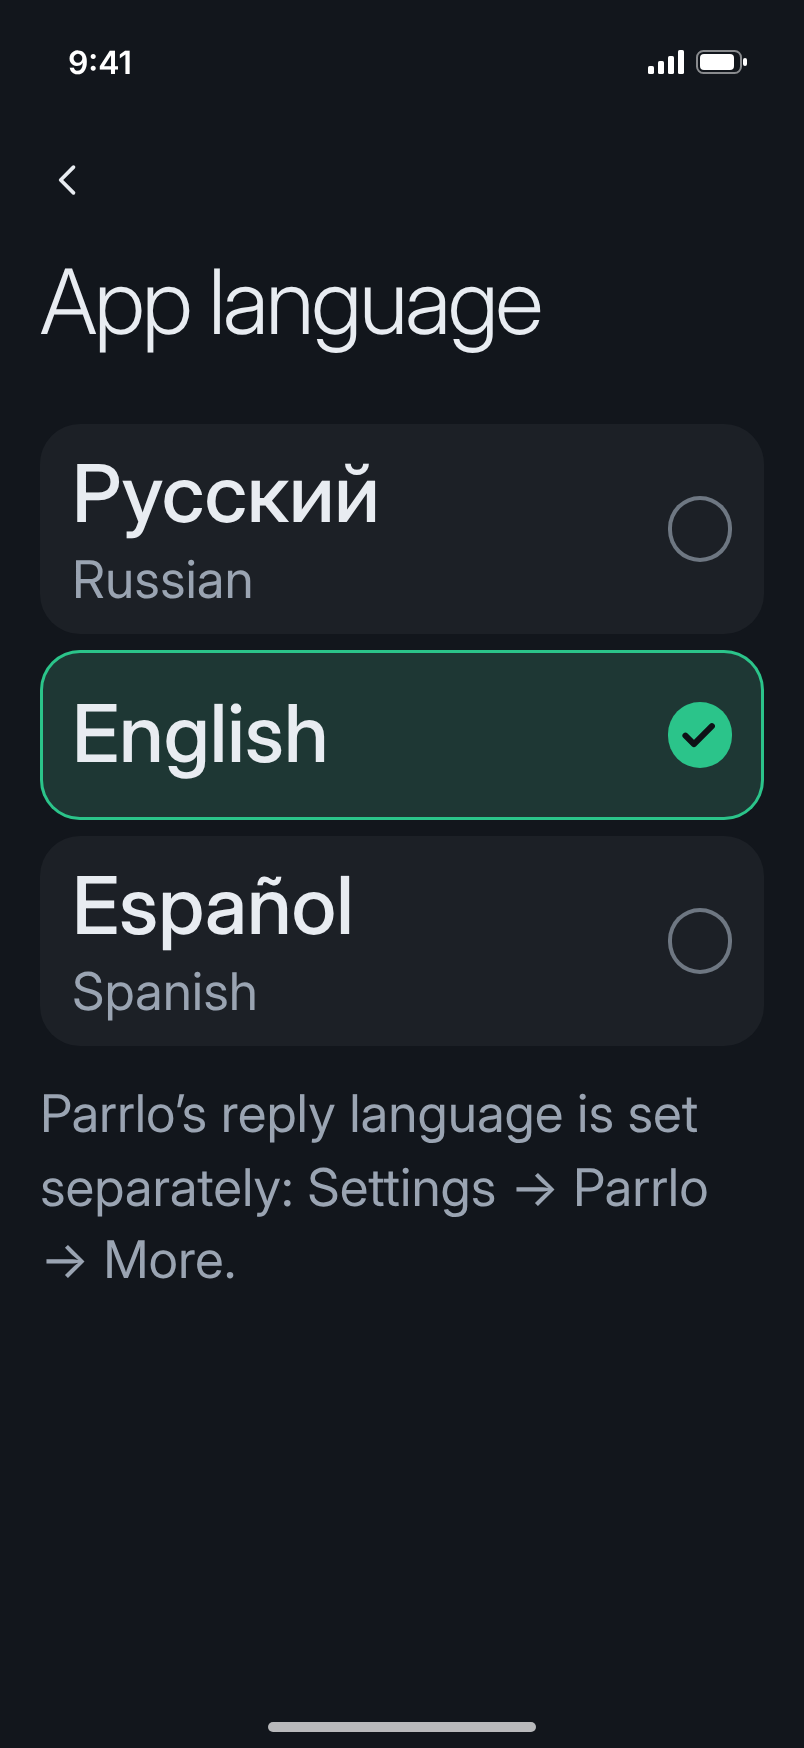 9:41
App language
Русский
Russian
English
Español
Spanish
Parrlo’s reply language is set
separately: Settings → Parrlo
→ More.